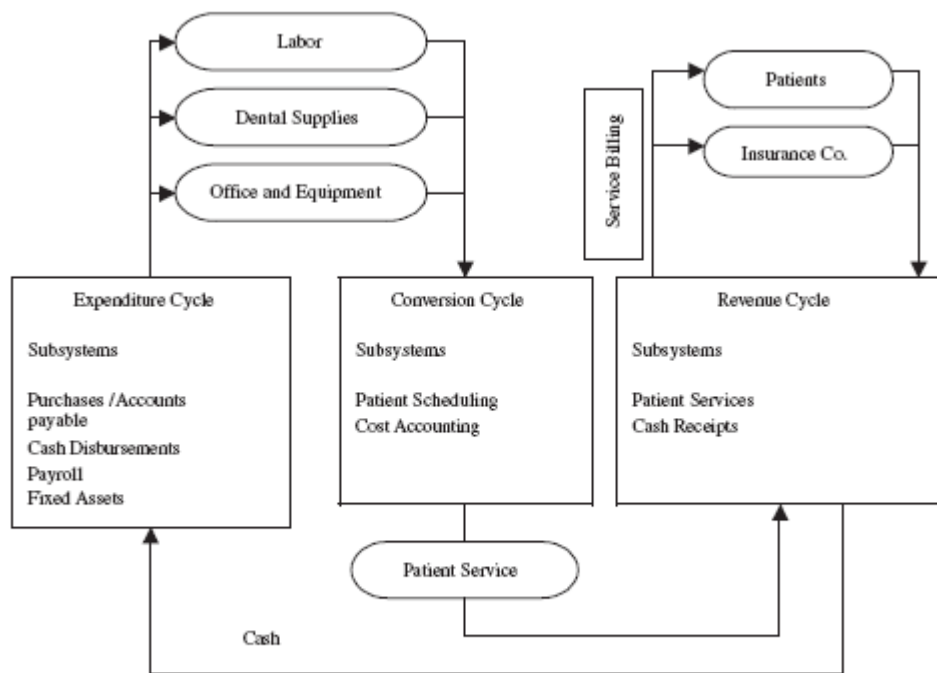 Labor
Dental Supplies
Office and Equipment
Patients
Insurance Co.
Service Billing
Expenditure Cycle
Subsystems
Purchases /Accounts
payable
Cash Disbursements
Payroll
Fixed Assets
Conversion Cycle
Subsystems
Patient Scheduling
Cost Accounting
Revenue Cycle
Subsystems
Patient Services
Cash Receipts
Patient Service
Cash